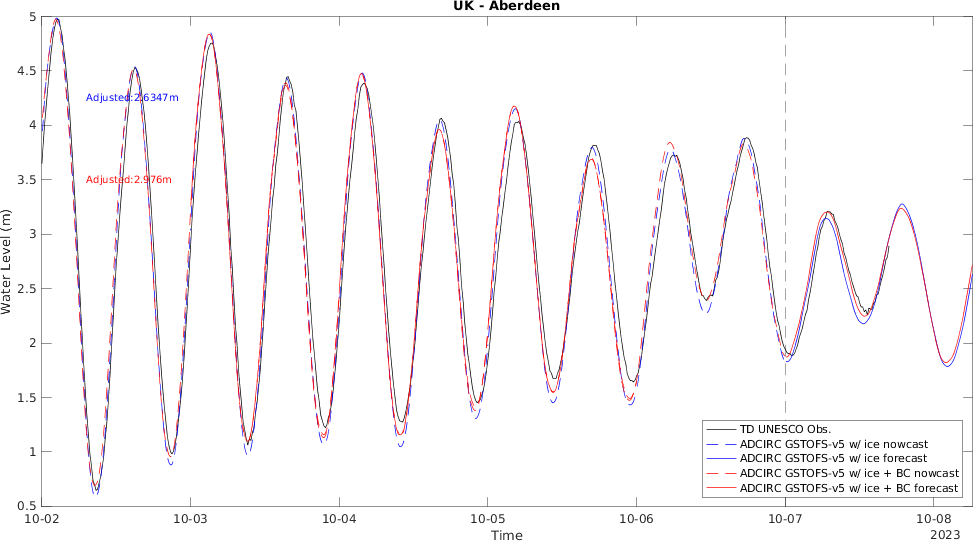 UK - Aberdeen
5
4.5
Adjusted:2.6347m
4
3.5
Adjusted:2.976m
3
2.5
2
1.5
1
0.5
Water Level (m)
TD UNESCO Obs.
ADCIRC GSTOFS-v5 w/ ice nowcast
ADCIRC GSTOFS-v5 w/ ice forecast
ADCIRC GSTOFS-v5 w/ ice + BC nowcast
ADCIRC GSTOFS-v5 w/ ice + BC forecast
10-02 10-03 10-04 10-05 10-06 10-07 10-08
Time
2023